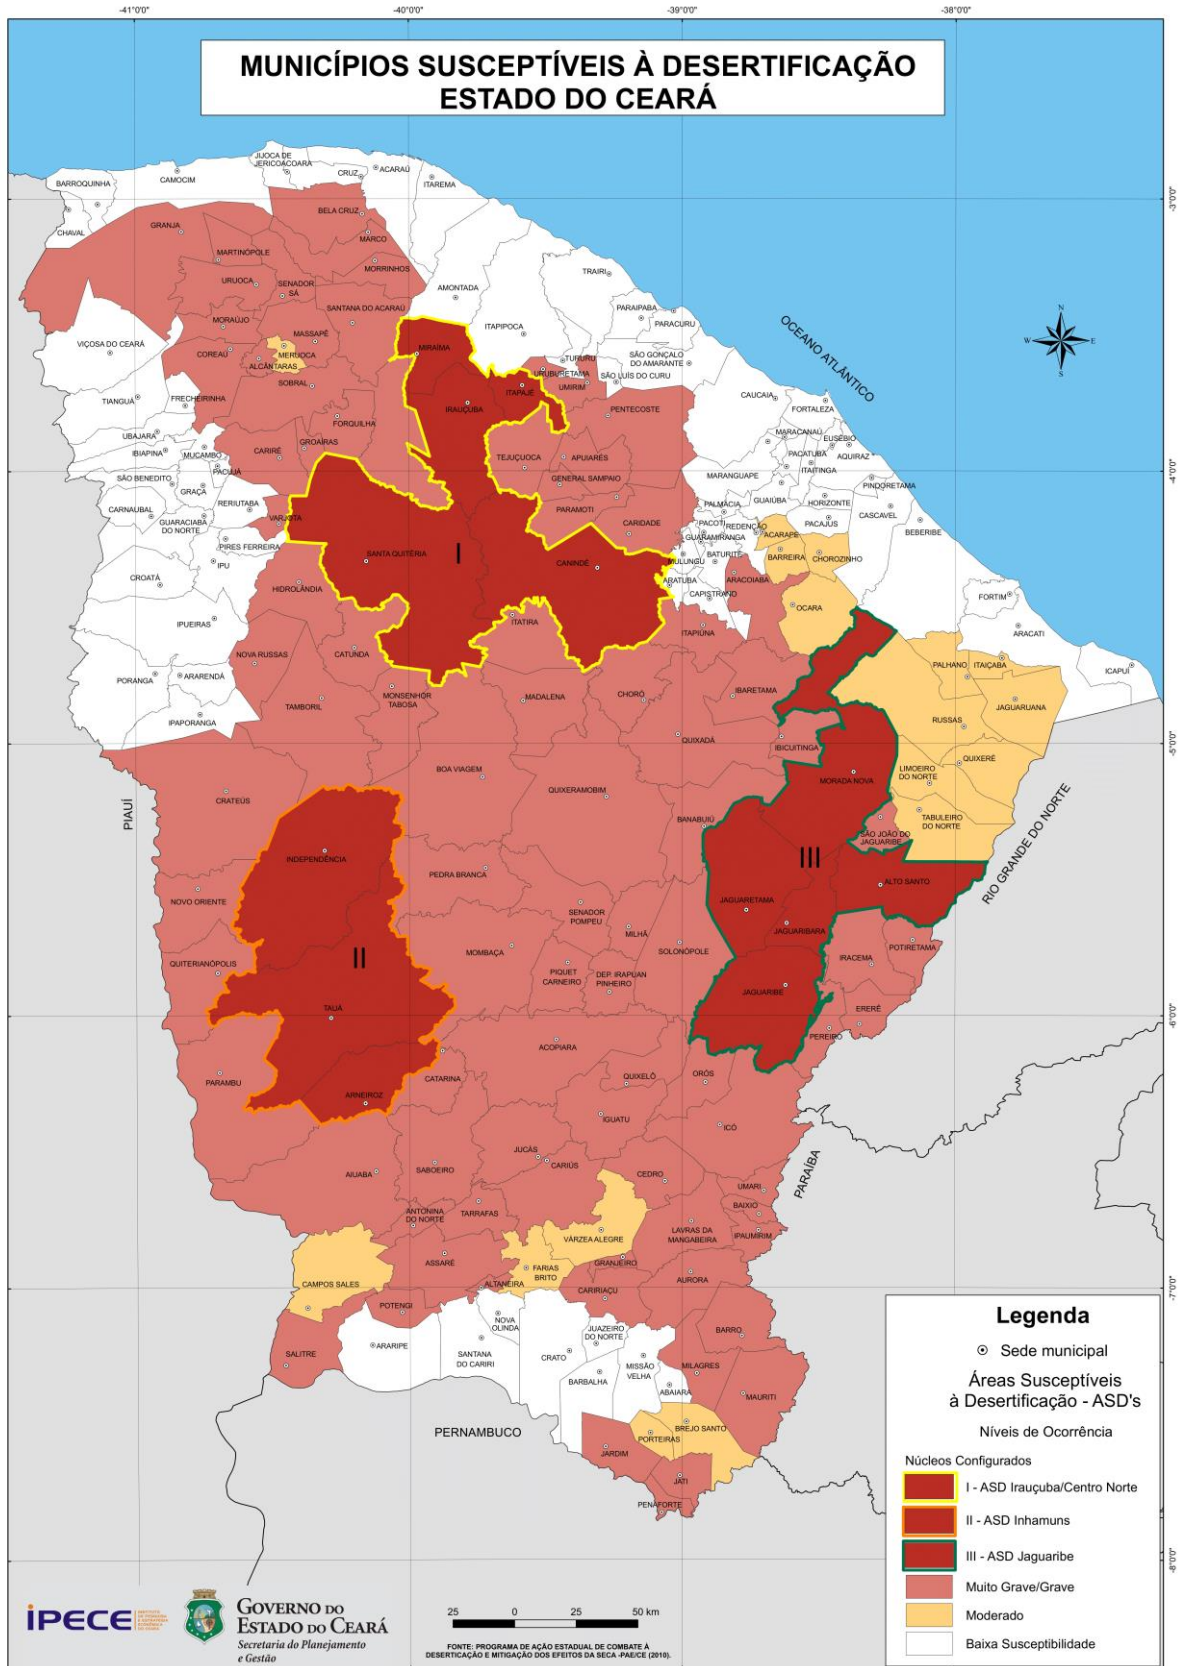 -41°0'0"
-40°0'0"
-39°0'0"
-38°0'0"
MUNICÍPIOS SUSCEPTÍVEIS À DESERTIFICAÇÃO
ESTADO DO CEARÁ
JIJOCA DE
JERICOACOARA
CRUZ
ACARAÚ
ITAREMA
CAMOCIM
BARROQUINHA
CHAVAL
-3°0'0"
BELA CRUZ
GRANJA
MARCO
MARTINÓPOLE
MORRINHOS
URUOCA
SENADOR
SÁ
TRAIRI
AMONTADA
SANTANA DO ACARAÚ
PARAIPABA
PARACURU
MORAÚJO
ITAPIPOCA
OCEANO ATLÂNTICO
N
W
E
S
VIÇOSA DO CEARÁ
MASSAPÊ
COREAÚ
MERUOCA
ALCÂNTARAS
MIRAÍMA
TURURU
SÃO GONÇALO
DO AMARANTE
URUBURETAMA
SÃO LUÍS DO CURU
UMIRIM
SOBRAL
ITAPAJÉ
TIANGUÁ
FRECHEIRINHA
IRAUÇUBA
CAUCAIA
FORTALEZA
FORQUILHA
PENTECOSTE
UBAJARA
IBIAPINA
MUCAMBO
PACUJÁ
GROAÍRAS
CARIRÉ
MARACANAÚ
EUSÉBIO
PACATUBA
AQUIRAZ
ITAITINGA
TEJUÇUOCA
APUIARÉS
-4°0'0"
SÃO BENEDITO
GRAÇA
GENERAL SAMPAIO
MARANGUAPE
PINDORETAMA
GUAIÚBA
HORIZONTE
CARNAUBAL
RERIUTABA
VARJOTA
GUARACIABA
DO NORTE
PARAMOTI
PALMÁCIA
CASCAVEL
PACAJUS
PACOTI
REDENÇÃO
CARIDADE
BEBERIBE
GUARAMIRANGA
ACARAPE
PIRES FERREIRA
IPU
SANTA QUITÉRIA
I
CANINDÉ
MULUNGU
BATURITÉ
BARREIRA
CHOROZINHO
CROATÁ
ARATUBA
ARACOIABA
CAPISTRANO
HIDROLÂNDIA
OCARA
FORTIM
IPUEIRAS
ITATIRA
ITAPIÚNA
ARACATI
NOVA RUSSAS
CATUNDA
PALHANO
ITAIÇABA
ICAPUÍ
PORANGA
ARARENDÁ
TAMBORIL
MONSENHOR
TABOSA
MADALENA
CHORÓ
IBARETAMA
JAGUARUANA
IPAPORANGA
RUSSAS
QUIXADÁ
IBICUITINGA
-5°0'0"
BOA VIAGEM
LIMOEIRO
DO NORTE
QUIXERÉ
MORADA NOVA
CRATEÚS
QUIXERAMOBIM
PIAUÍ
BANABUIÚ
TABULEIRO
DO NORTE
SÃO JOÃO DO
JAGUARIBE
RIO GRANDE DO NORTE
INDEPENDÊNCIA
III
PEDRA BRANCA
ALTO SANTO
NOVO ORIENTE
JAGUARETAMA
SENADOR
POMPEU
JAGUARIBARA
MILHÃ
MOMBAÇA
SOLONÓPOLE
POTIRETAMA
IRACEMA
II
QUITERIANÓPOLIS
PIQUET
CARNEIRO
DEP. IRAPUAN
PINHEIRO
JAGUARIBE
TAUÁ
ERERÊ
-6°0'0"
PEREIRO
ACOPIARA
PARAMBU
CATARINA
QUIXELÔ
ORÓS
ARNEIROZ
IGUATU
ICÓ
PARAÍBA
JUCÁS
AIUABA
SABOEIRO
CARIÚS
CEDRO
UMARI
BAIXIO
ANTONINA
DO NORTE
TARRAFAS
VÁRZEA ALEGRE
LAVRAS DA
MANGABEIRA
IPAUMIRIM
ASSARÉ
FARIAS
BRITO
GRANJEIRO
CAMPOS SALES
ALTANEIRA
AURORA
CARIRIAÇU
-7°0'0"
POTENGI
NOVA
OLINDA
JUAZEIRO
DO NORTE
BARRO
SALITRE
ARARIPE
SANTANA
DO CARIRI
CRATO
MISSÃO
VELHA
MILAGRES
BARBALHA
ABAIARA
MAURITI
BREJO SANTO
PERNAMBUCO
PORTEIRAS
JARDIM
JATI
PENAFORTE
-8°0'0"
Legenda
Sede municipal
Áreas Susceptíveis
à Desertificação - ASD's
Níveis de Ocorrência
Núcleos Configurados
I - ASD Irauçuba/Centro Norte
II - ASD Inhamuns
III - ASD Jaguaribe
Muito Grave/Grave
Moderado
Baixa Susceptibilidade
iPECE
GOVERNO DO
ESTADO DO CEARÁ
Secretaria do Planejamento
e Gestão
25 0 25 50 km
FONTE: PROGRAMA DE AÇÃO ESTADUAL DE COMBATE À
DESERTICAÇÃO E MITIGAÇÃO DOS EFEITOS DA SECA -PAE/CE (2010).